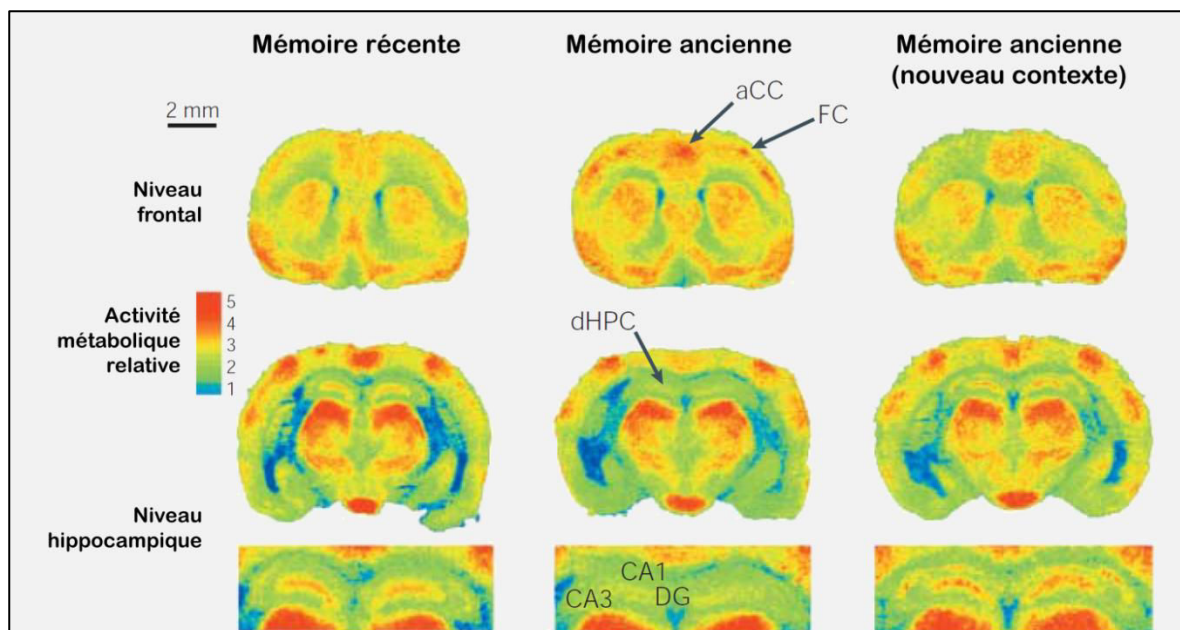 Mémoire récente
Mémoire ancienne
Mémoire ancienne
(nouveau contexte)
2 mm
aCC
FC
Niveau
frontal
Activité
métabolique
relative
5
4
3
2
1
dHPC
Niveau
hippocampique
CA1
CA3
DG